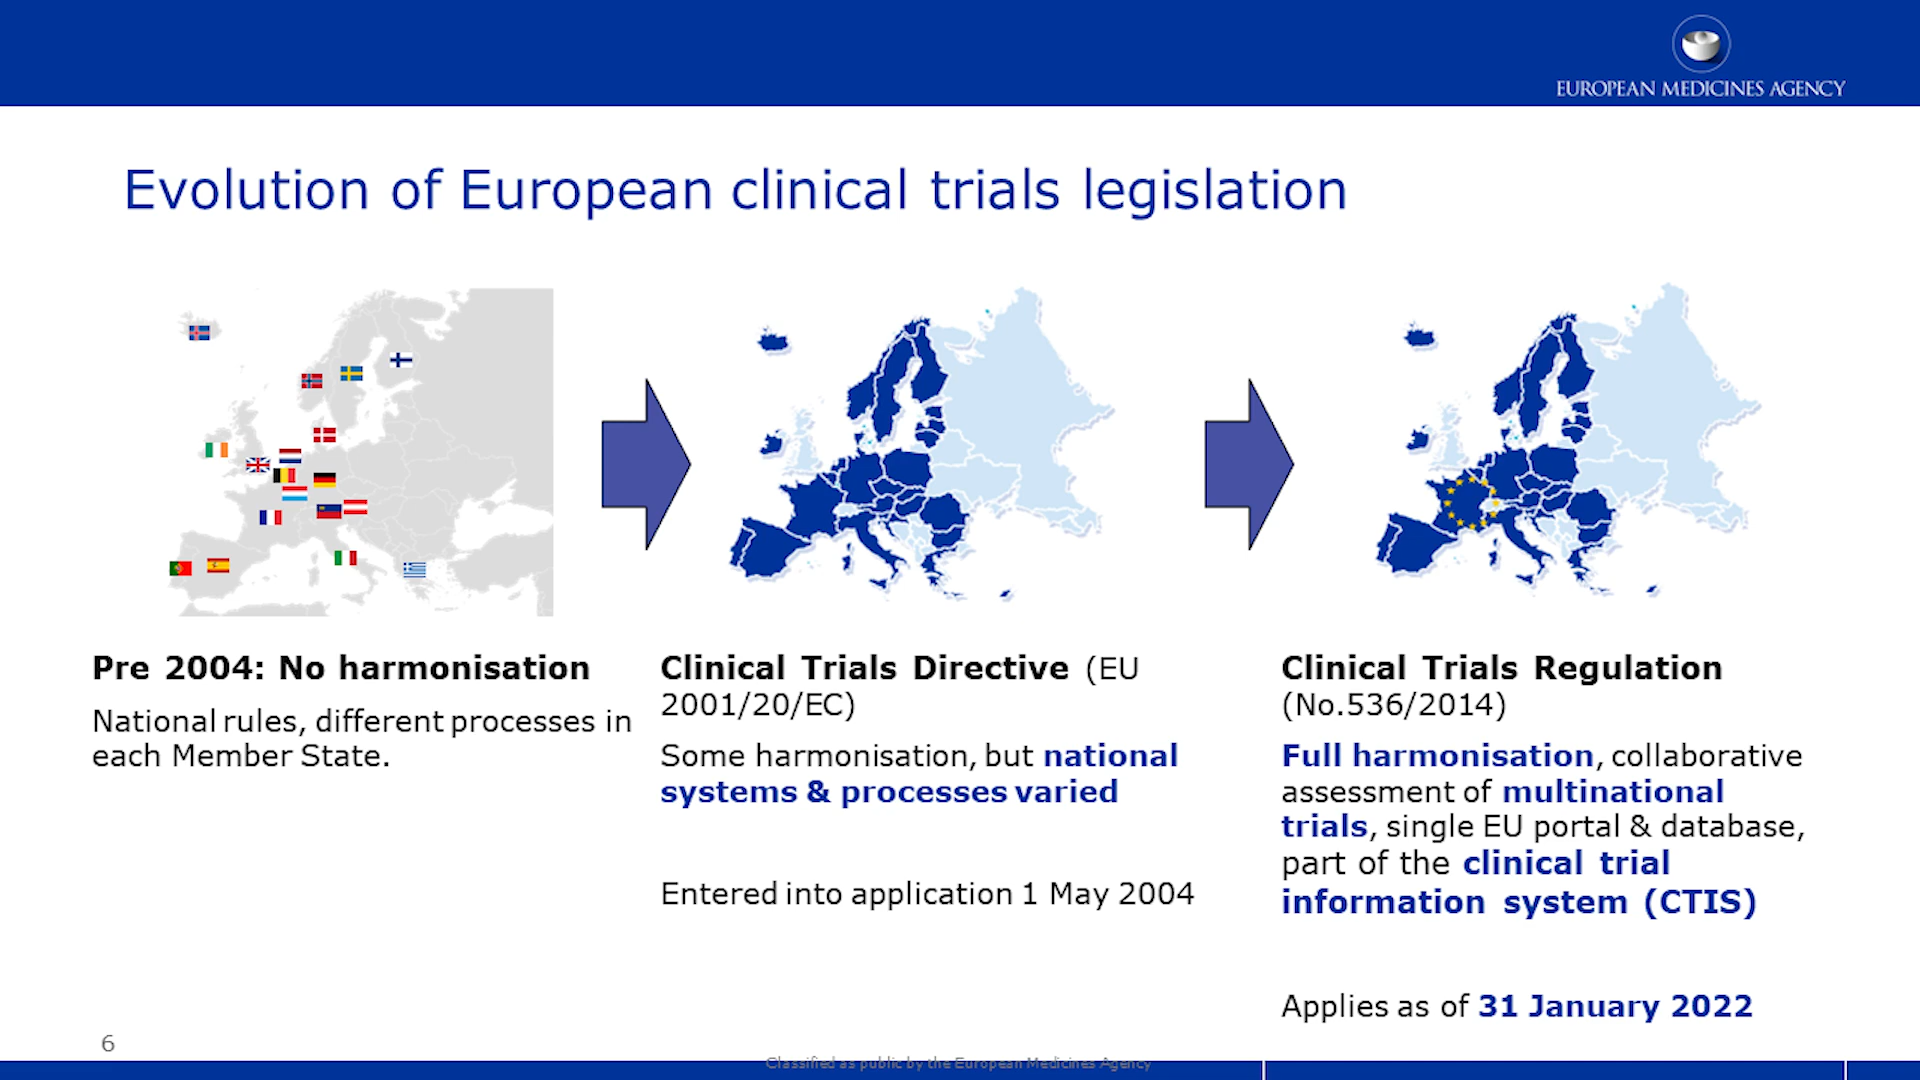 EUROPEAN MEDICINES AGENCY
Evolution of European clinical trials legislation
Pre 2004: No harmonisation
National rules, different processes in
each Member State.
Clinical Trials Directive (EU
2001/20/EC)
Some harmonisation, but national
systems & processes varied
Entered into application 1 May 2004
Clinical Trials Regulation
(No.536/2014)
Full harmonisation, collaborative
assessment of multinational
trials, single EU portal & database,
part of the clinical trial
information system (CTIS)
Applies as of 31 January 2022
6
Classified as public by the European Medicines Agency